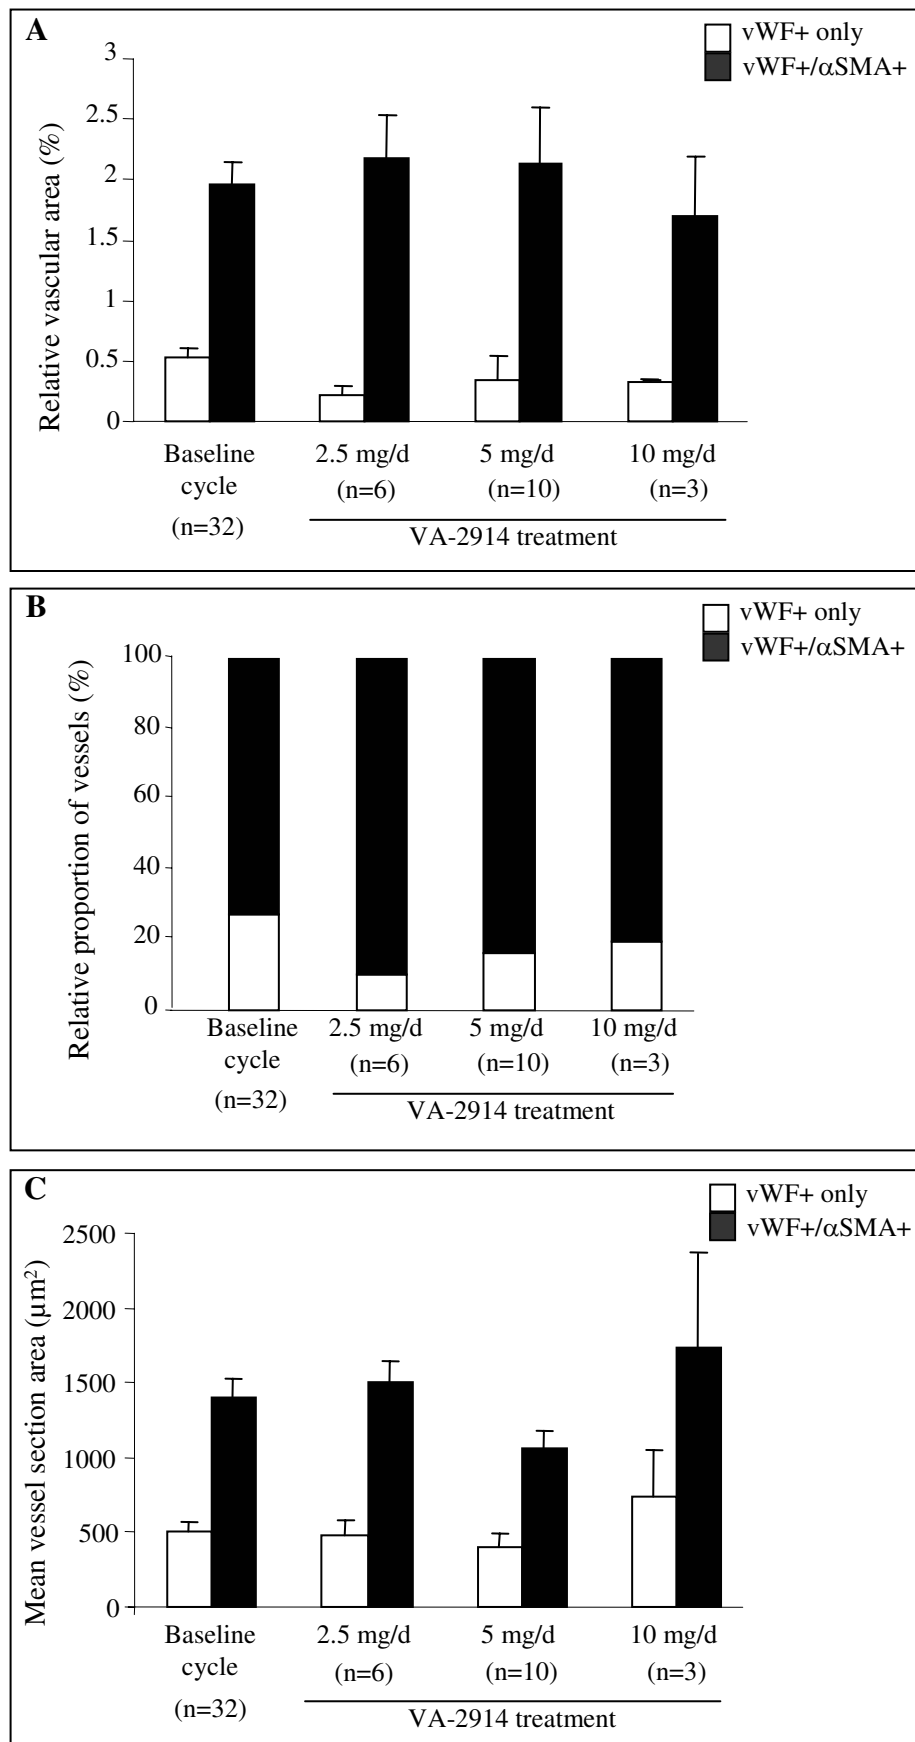 A
vWF+ only
vWF+/αSMA+
Relative vascular area (%)
3
2.5
2
1.5
1
0.5
0
Baseline cycle (n=32)
2.5 mg/d (n=6)
5 mg/d (n=10)
10 mg/d (n=3)
VA-2914 treatment
B
vWF+ only
vWF+/αSMA+
Relative proportion of vessels (%)
100
80
60
40
20
0
Baseline cycle (n=32)
2.5 mg/d (n=6)
5 mg/d (n=10)
10 mg/d (n=3)
VA-2914 treatment
C
vWF+ only
vWF+/αSMA+
Mean vessel section area (µm²)
2500
2000
1500
1000
500
0
Baseline cycle (n=32)
2.5 mg/d (n=6)
5 mg/d (n=10)
10 mg/d (n=3)
VA-2914 treatment